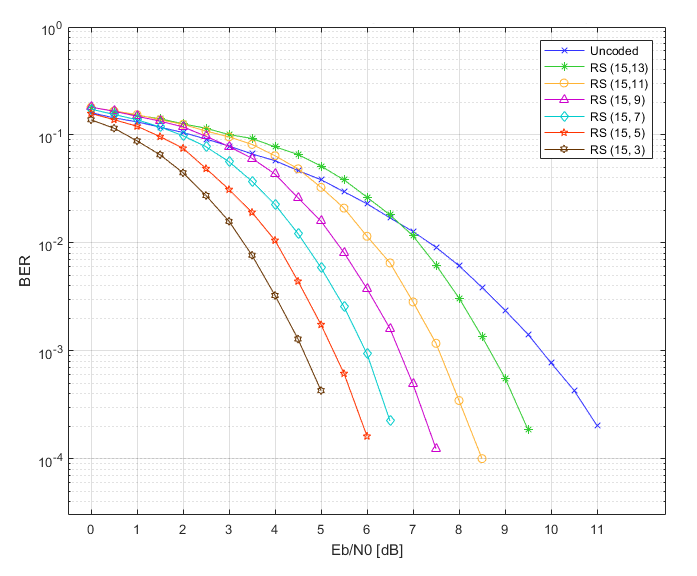 10^0
10^-1
10^-2
10^-3
10^-4
BER
0 1 2 3 4 5 6 7 8 9 10 11
Eb/N0 [dB]
Uncoded
RS (15,13)
RS (15,11)
RS (15, 9)
RS (15, 7)
RS (15, 5)
RS (15, 3)